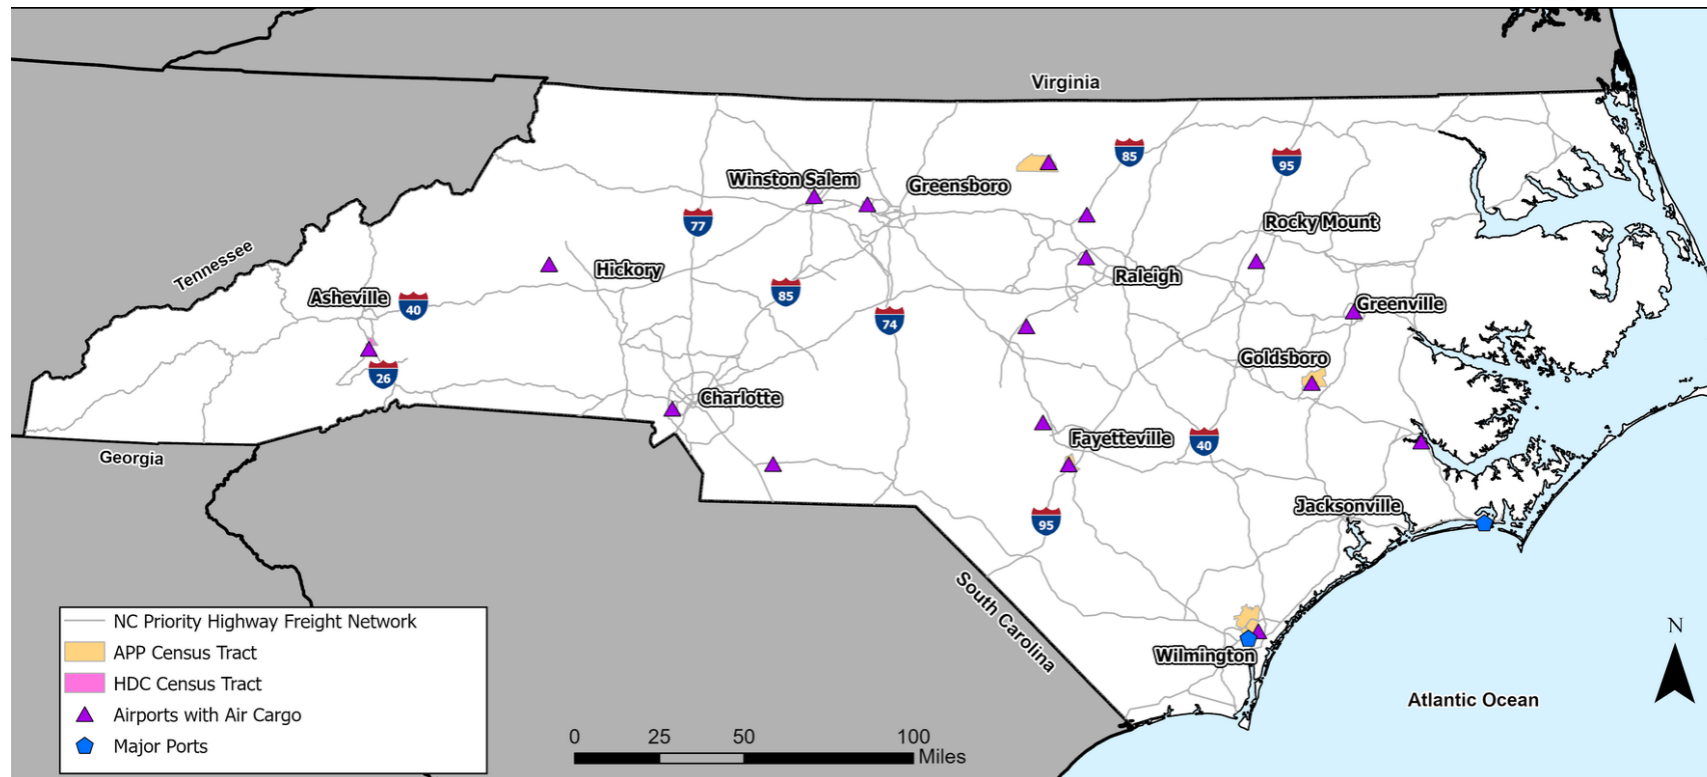 Virginia
85
95
Winston Salem
Greensboro
77
Rocky Mount
Tennessee
Hickory
Raleigh
Asheville
40
85
74
Greenville
Goldsboro
26
Charlotte
Fayetteville
40
Georgia
Jacksonville
95
South Carolina
Wilmington
N
Atlantic Ocean
NC Priority Highway Freight Network
APP Census Tract
HDC Census Tract
Airports with Air Cargo
Major Ports
0 25 50 100
Miles